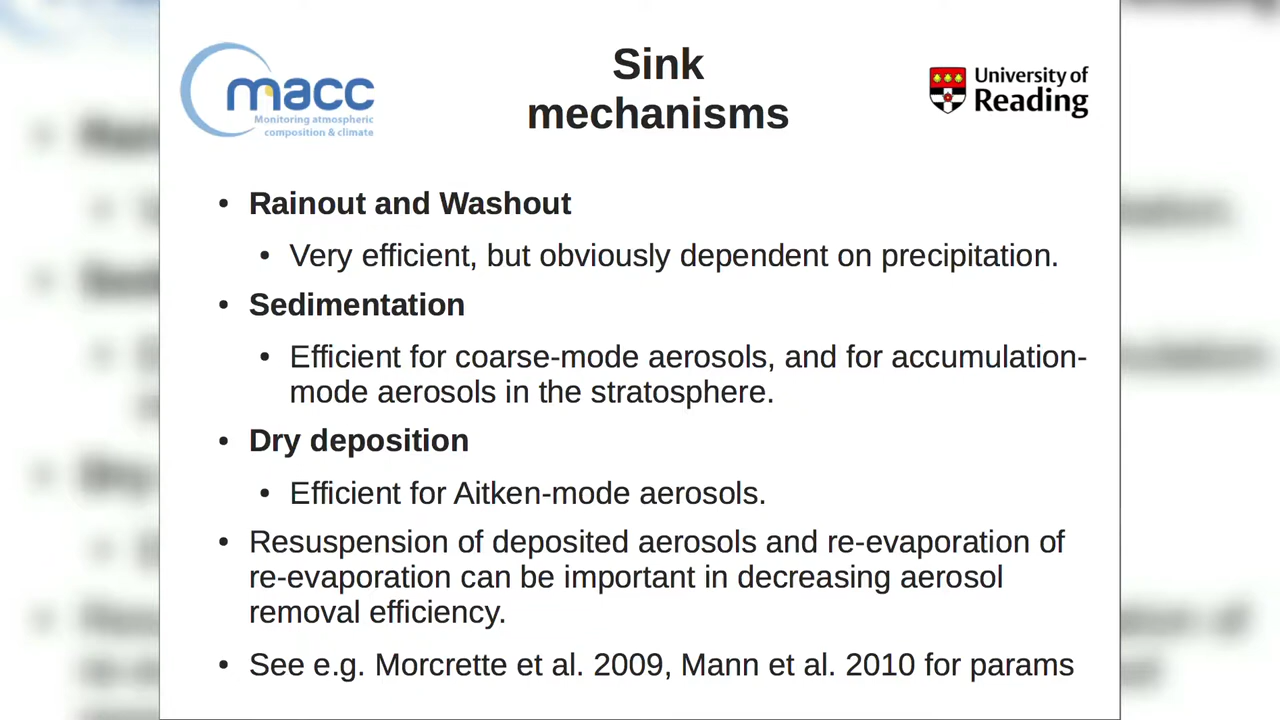 macc
Monitoring atmospheric
composition & climate
Sink
mechanisms
University of
Reading
• Rainout and Washout
• Very efficient, but obviously dependent on precipitation.
• Sedimentation
• Efficient for coarse-mode aerosols, and for accumulation-
mode aerosols in the stratosphere.
• Dry deposition
• Efficient for Aitken-mode aerosols.
• Resuspension of deposited aerosols and re-evaporation of
re-evaporation can be important in decreasing aerosol
removal efficiency.
• See e.g. Morcrette et al. 2009, Mann et al. 2010 for params